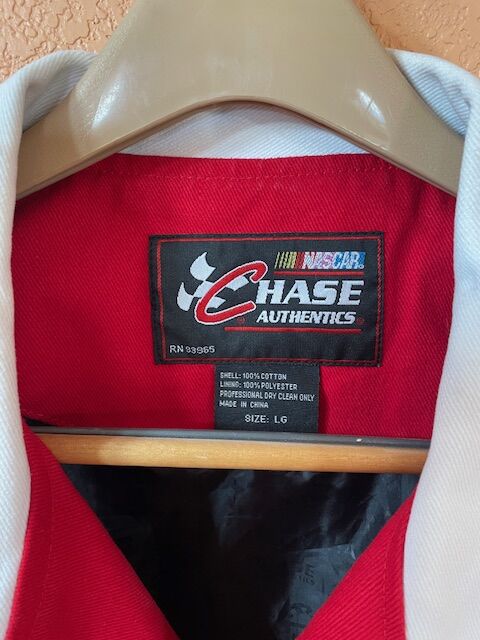 NASCAR®
CHASE
AUTHENTICS®
RN 93965
SHELL: 100% COTTON
LINING: 100% POLYESTER
PROFESSIONAL DRY CLEAN ONLY
MADE IN CHINA
SIZE: LG